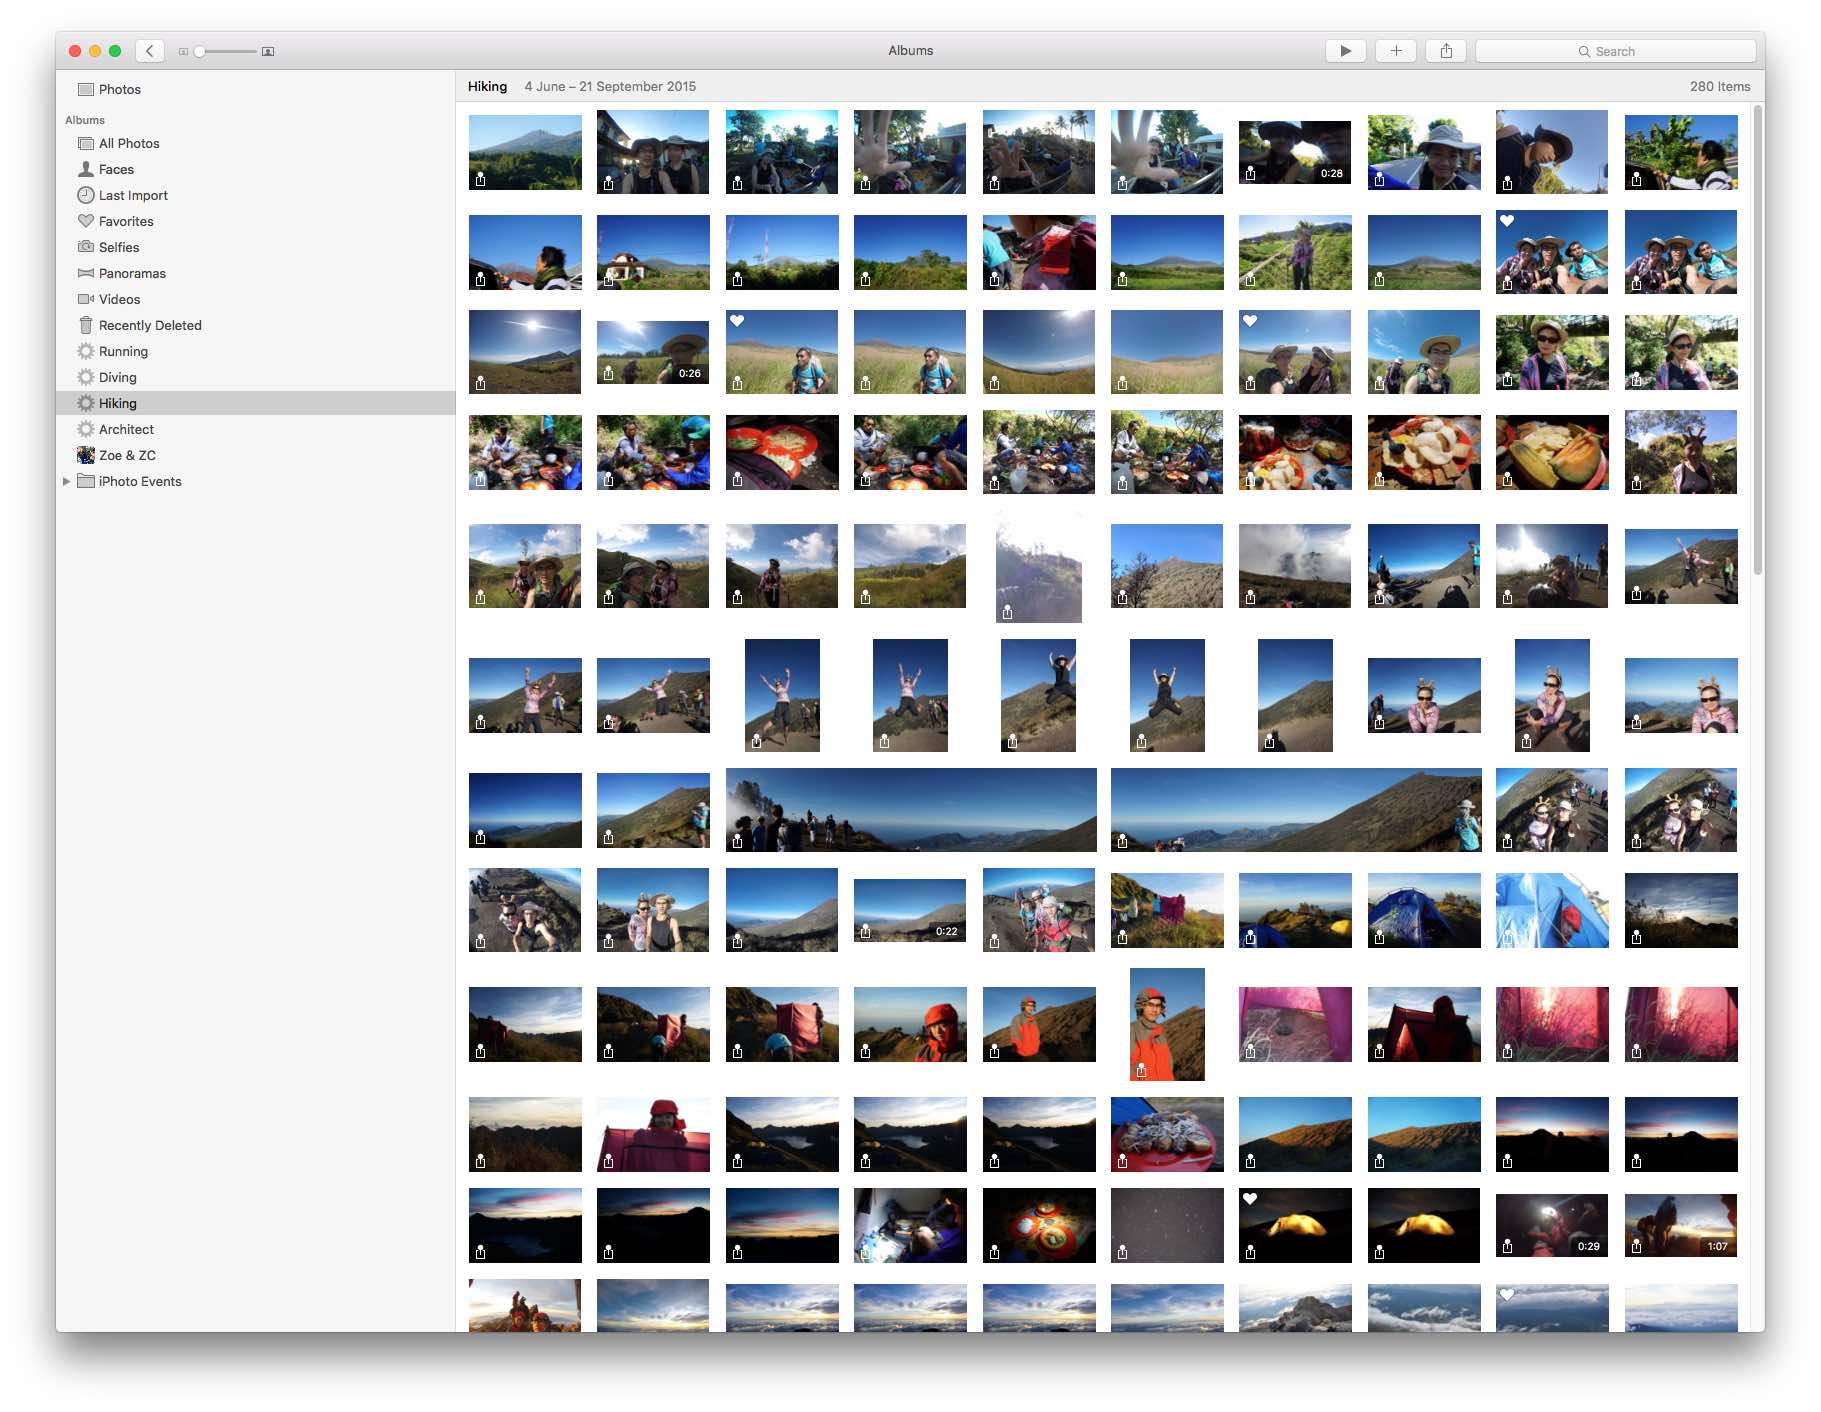 Albums
Search
Photos
Albums
All Photos
Faces
Last Import
Favorites
Selfies
Panoramas
Videos
Recently Deleted
Running
Diving
Hiking
Architect
Zoe & ZC
iPhoto Events
Hiking 4 June – 21 September 2015 280 Items
0:28
0:26
0:22
0:29
1:07